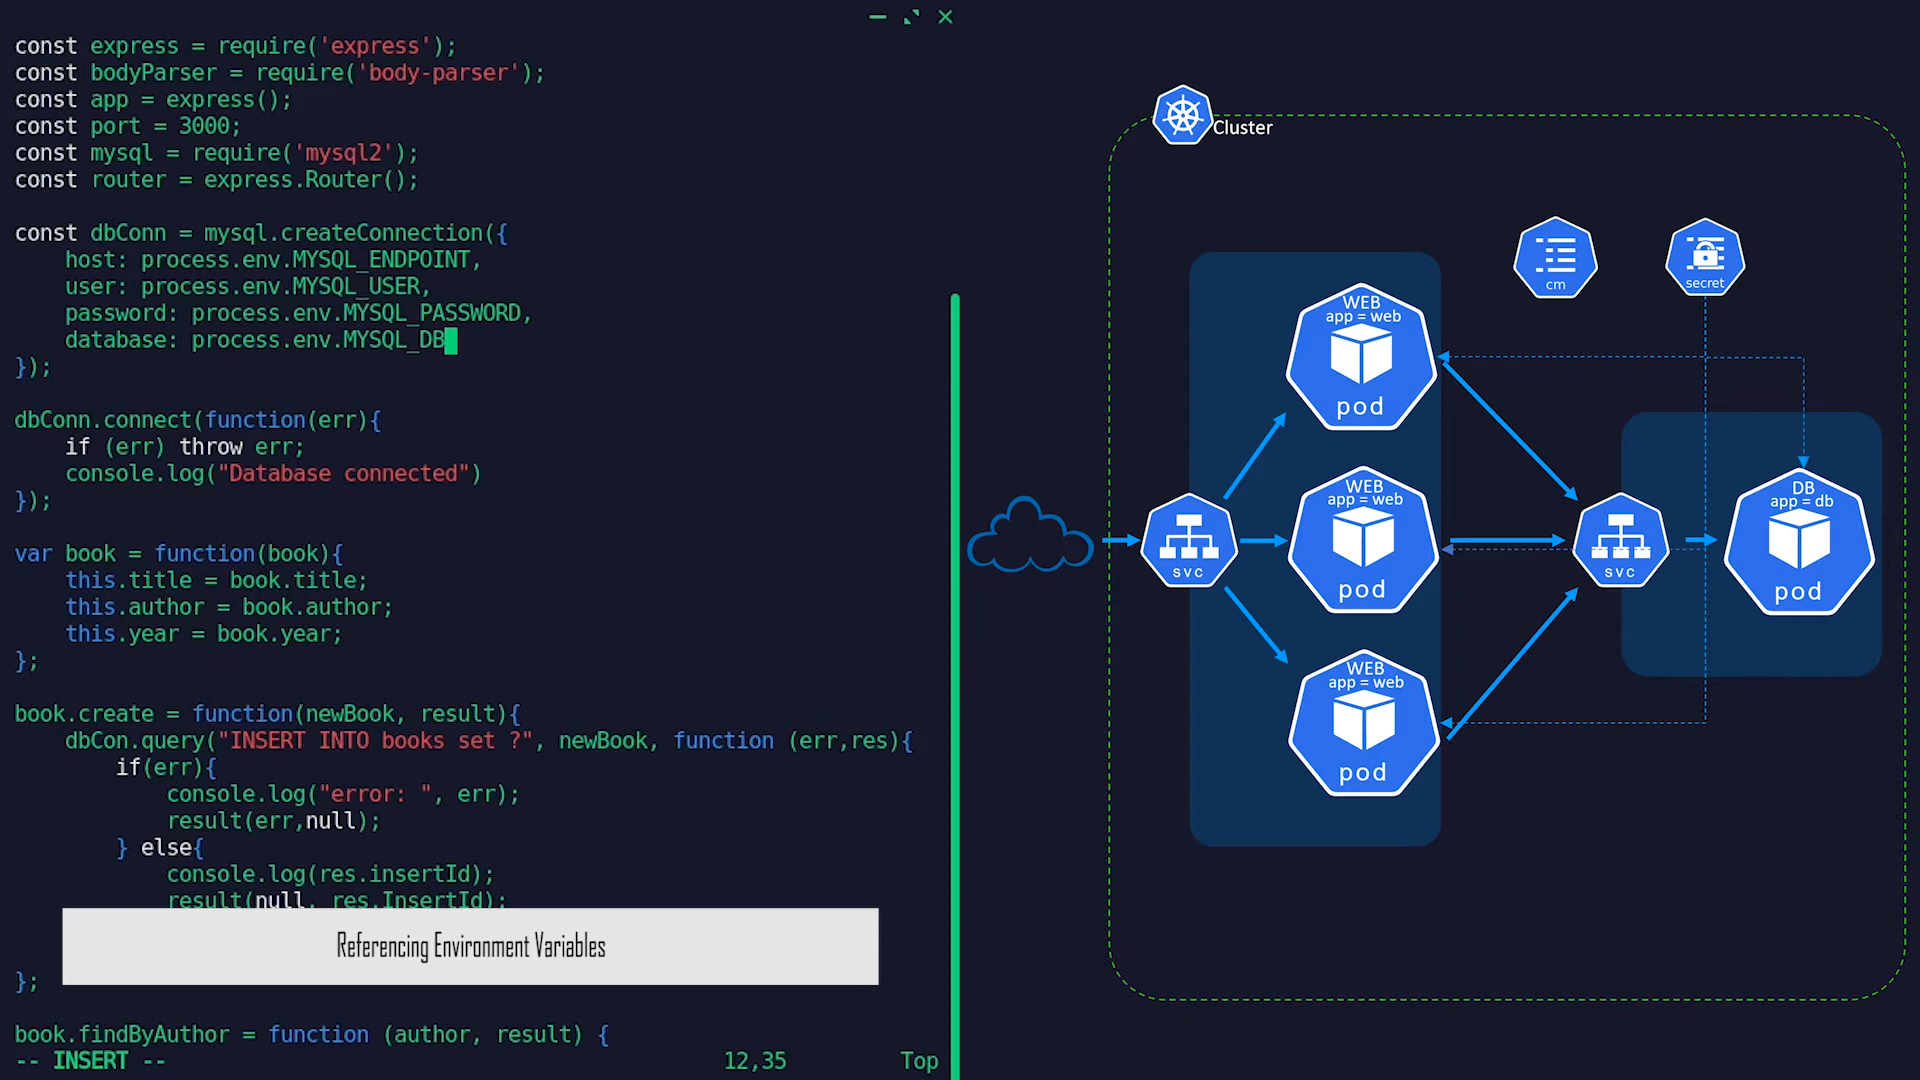 const express = require('express');
const bodyParser = require('body-parser');
const app = express();
const port = 3000;
const mysql = require('mysql2');
const router = express.Router();
const dbConn = mysql.createConnection({
    host: process.env.MYSQL_ENDPOINT,
    user: process.env.MYSQL_USER,
    password: process.env.MYSQL_PASSWORD,
    database: process.env.MYSQL_DB
});
dbConn.connect(function(err){
    if (err) throw err;
    console.log("Database connected")
});
var book = function(book){
    this.title = book.title;
    this.author = book.author;
    this.year = book.year;
};
book.create = function(newBook, result){
    dbCon.query("INSERT INTO books set ?", newBook, function (err,res){
        if(err){
            console.log("error: ", err);
            result(err,null);
        } else{
            console.log(res.insertId);
            result(null, res.InsertId);
Referencing Environment Variables
};
book.findByAuthor = function (author, result) {
-- INSERT -- 12,35 Top
Cluster
cm
secret
WEB
app = web
pod
WEB
app = web
pod
WEB
app = web
pod
svc
svc
DB
app = db
pod